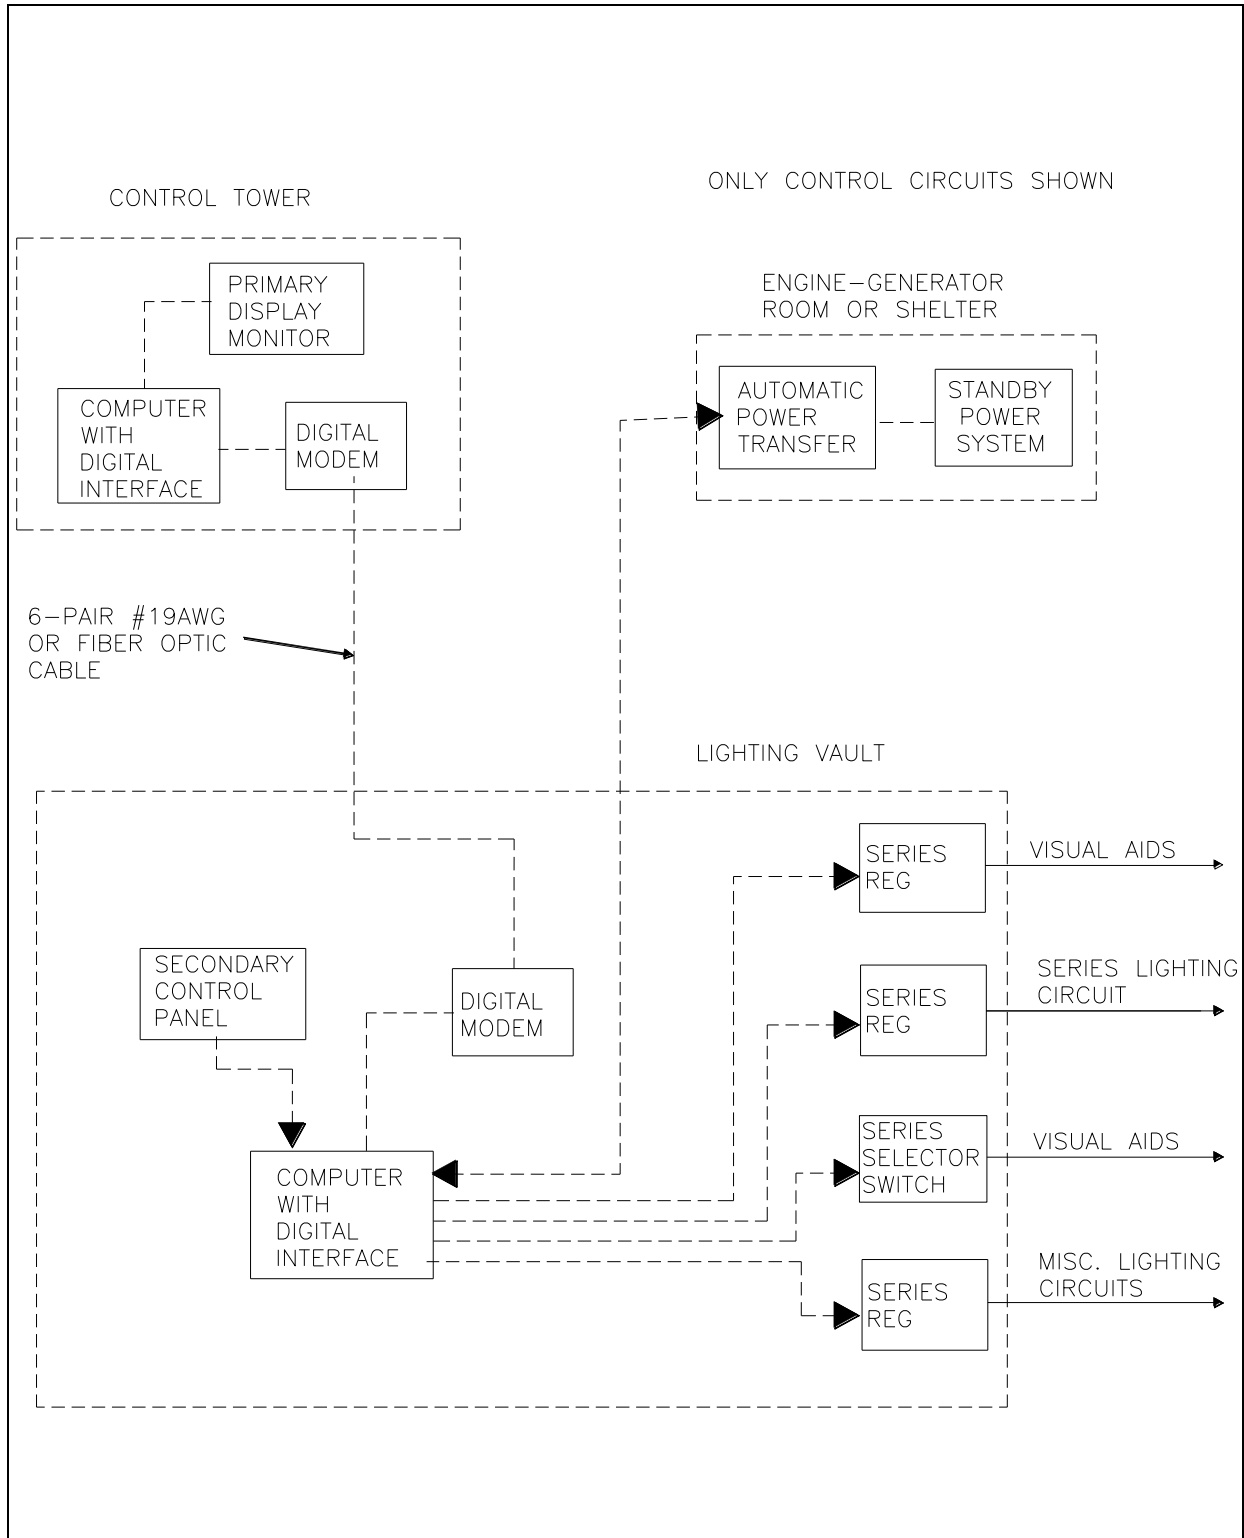 CONTROL TOWER
ONLY CONTROL CIRCUITS SHOWN
PRIMARY
DISPLAY
MONITOR
COMPUTER
WITH
DIGITAL
INTERFACE
DIGITAL
MODEM
ENGINE-GENERATOR
ROOM OR SHELTER
AUTOMATIC
POWER
TRANSFER
STANDBY
POWER
SYSTEM
6-PAIR #19AWG
OR FIBER OPTIC
CABLE
LIGHTING VAULT
SERIES
REG
VISUAL AIDS
SECONDARY
CONTROL
PANEL
DIGITAL
MODEM
SERIES
REG
SERIES LIGHTING
CIRCUIT
SERIES
SELECTOR
SWITCH
VISUAL AIDS
COMPUTER
WITH
DIGITAL
INTERFACE
SERIES
REG
MISC. LIGHTING
CIRCUITS